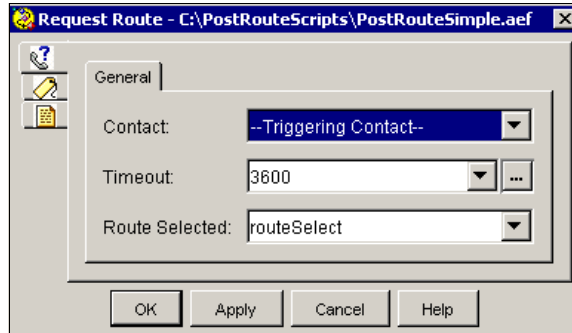 Request Route - C:\PostRouteScripts\PostRouteSimple.aef
General
Contact: --Triggering Contact--
Timeout: 3600 ...
Route Selected: routeSelect
OK Apply Cancel Help